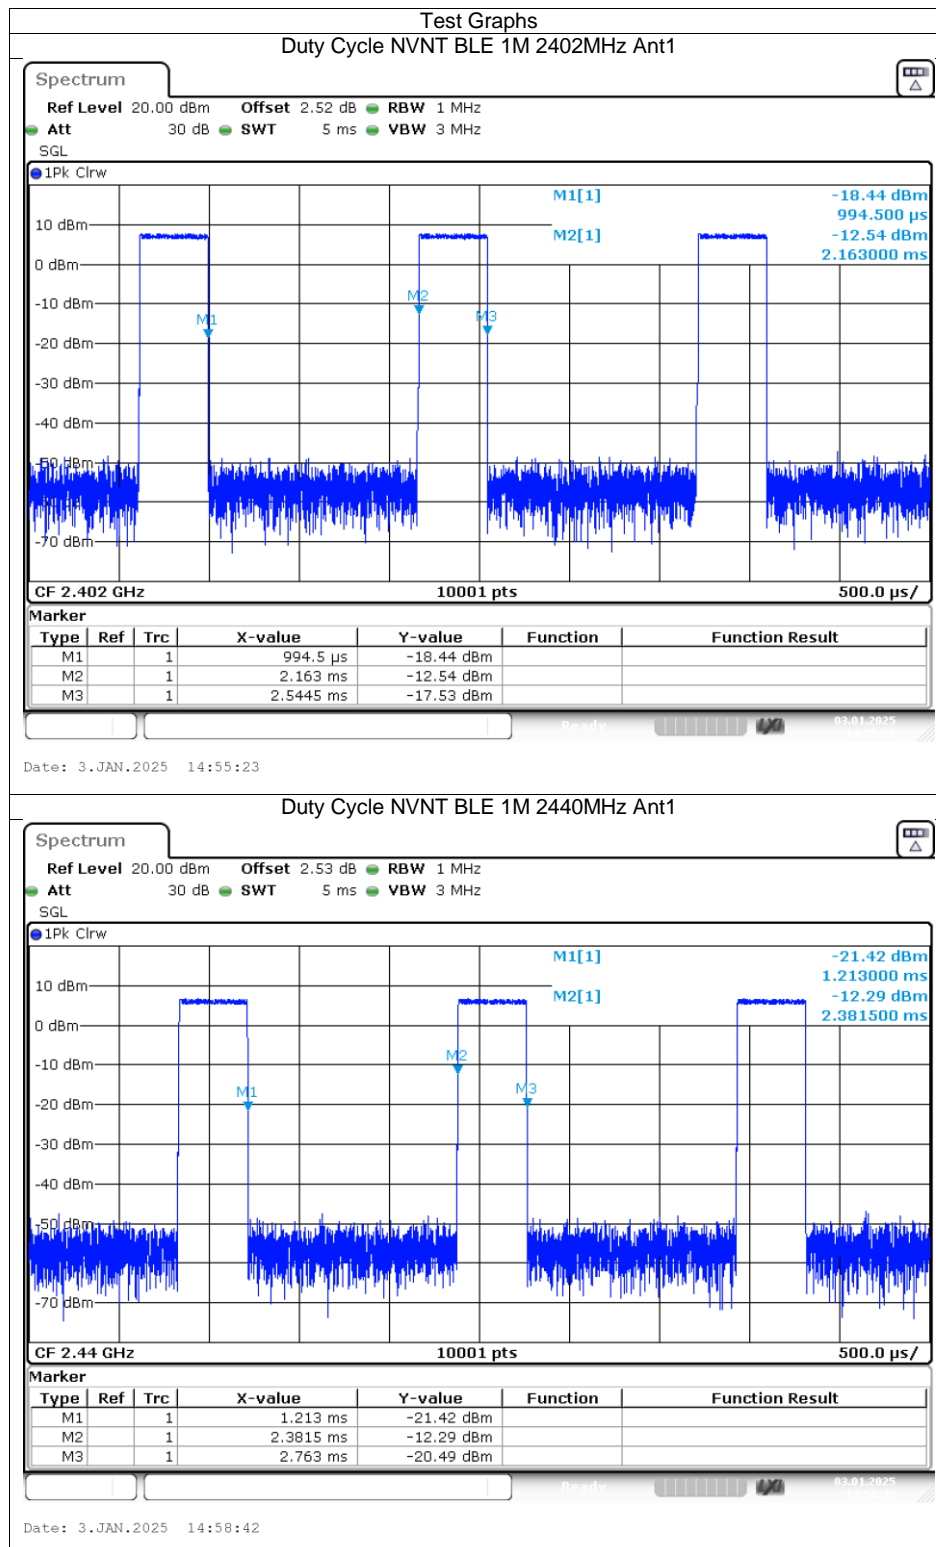 Test Graphs
Duty Cycle NVNT BLE 1M 2402MHz Ant1
Spectrum
Ref Level 20.00 dBm Offset 2.52 dB RBW 1 MHz
Att 30 dB SWT 5 ms VBW 3 MHz
SGL
1Pk Clrw
M1[1] -18.44 dBm
994.500 µs
10 dBm
M2[1] -12.54 dBm
2.163000 ms
0 dBm
M2
-10 dBm
M1 M3
-20 dBm
-30 dBm
-40 dBm
-50 dBm
-70 dBm
CF 2.402 GHz 10001 pts 500.0 µs/
Marker
Type Ref Trc X-value Y-value Function Function Result
M1 1 994.5 µs -18.44 dBm
M2 1 2.163 ms -12.54 dBm
M3 1 2.5445 ms -17.53 dBm
Ready LXI 03.01.2025
Date: 3.JAN.2025 14:55:23
Duty Cycle NVNT BLE 1M 2440MHz Ant1
Spectrum
Ref Level 20.00 dBm Offset 2.53 dB RBW 1 MHz
Att 30 dB SWT 5 ms VBW 3 MHz
SGL
1Pk Clrw
M1[1] -21.42 dBm
1.213000 ms
10 dBm
M2[1] -12.29 dBm
2.381500 ms
0 dBm
M2
-10 dBm
M1 M3
-20 dBm
-30 dBm
-40 dBm
-50 dBm
-70 dBm
CF 2.44 GHz 10001 pts 500.0 µs/
Marker
Type Ref Trc X-value Y-value Function Function Result
M1 1 1.213 ms -21.42 dBm
M2 1 2.3815 ms -12.29 dBm
M3 1 2.763 ms -20.49 dBm
Ready LXI 03.01.2025
Date: 3.JAN.2025 14:58:42